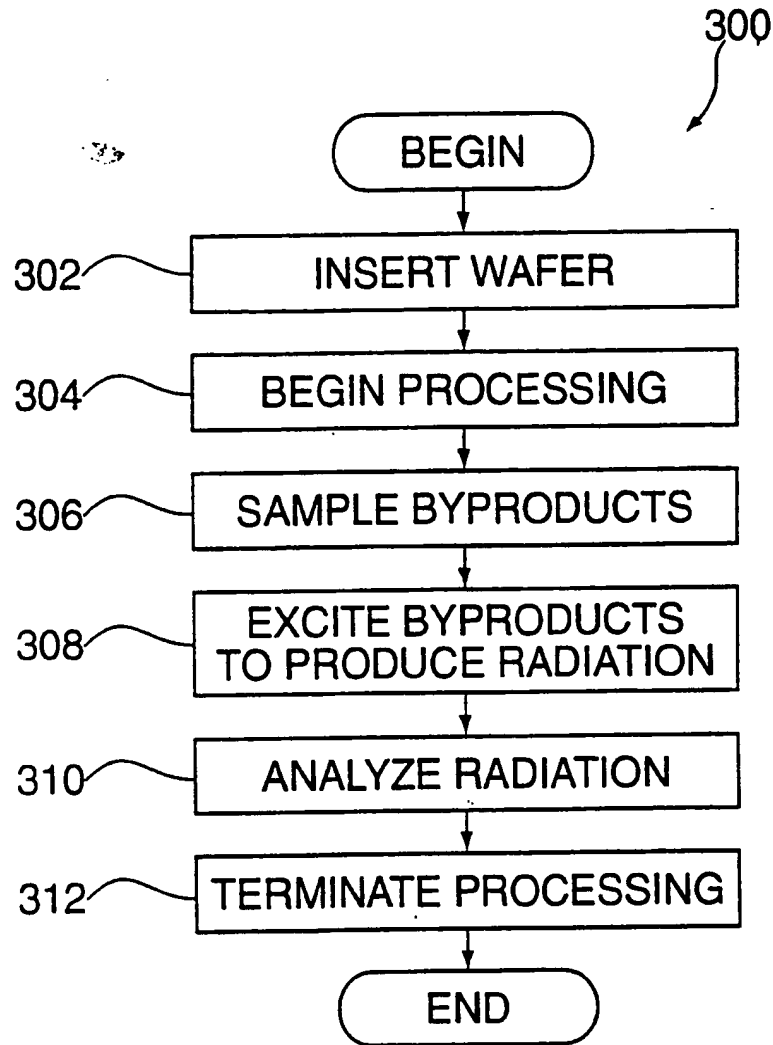 300
BEGIN
302 INSERT WAFER
304 BEGIN PROCESSING
306 SAMPLE BYPRODUCTS
308 EXCITE BYPRODUCTS
TO PRODUCE RADIATION
310 ANALYZE RADIATION
312 TERMINATE PROCESSING
END